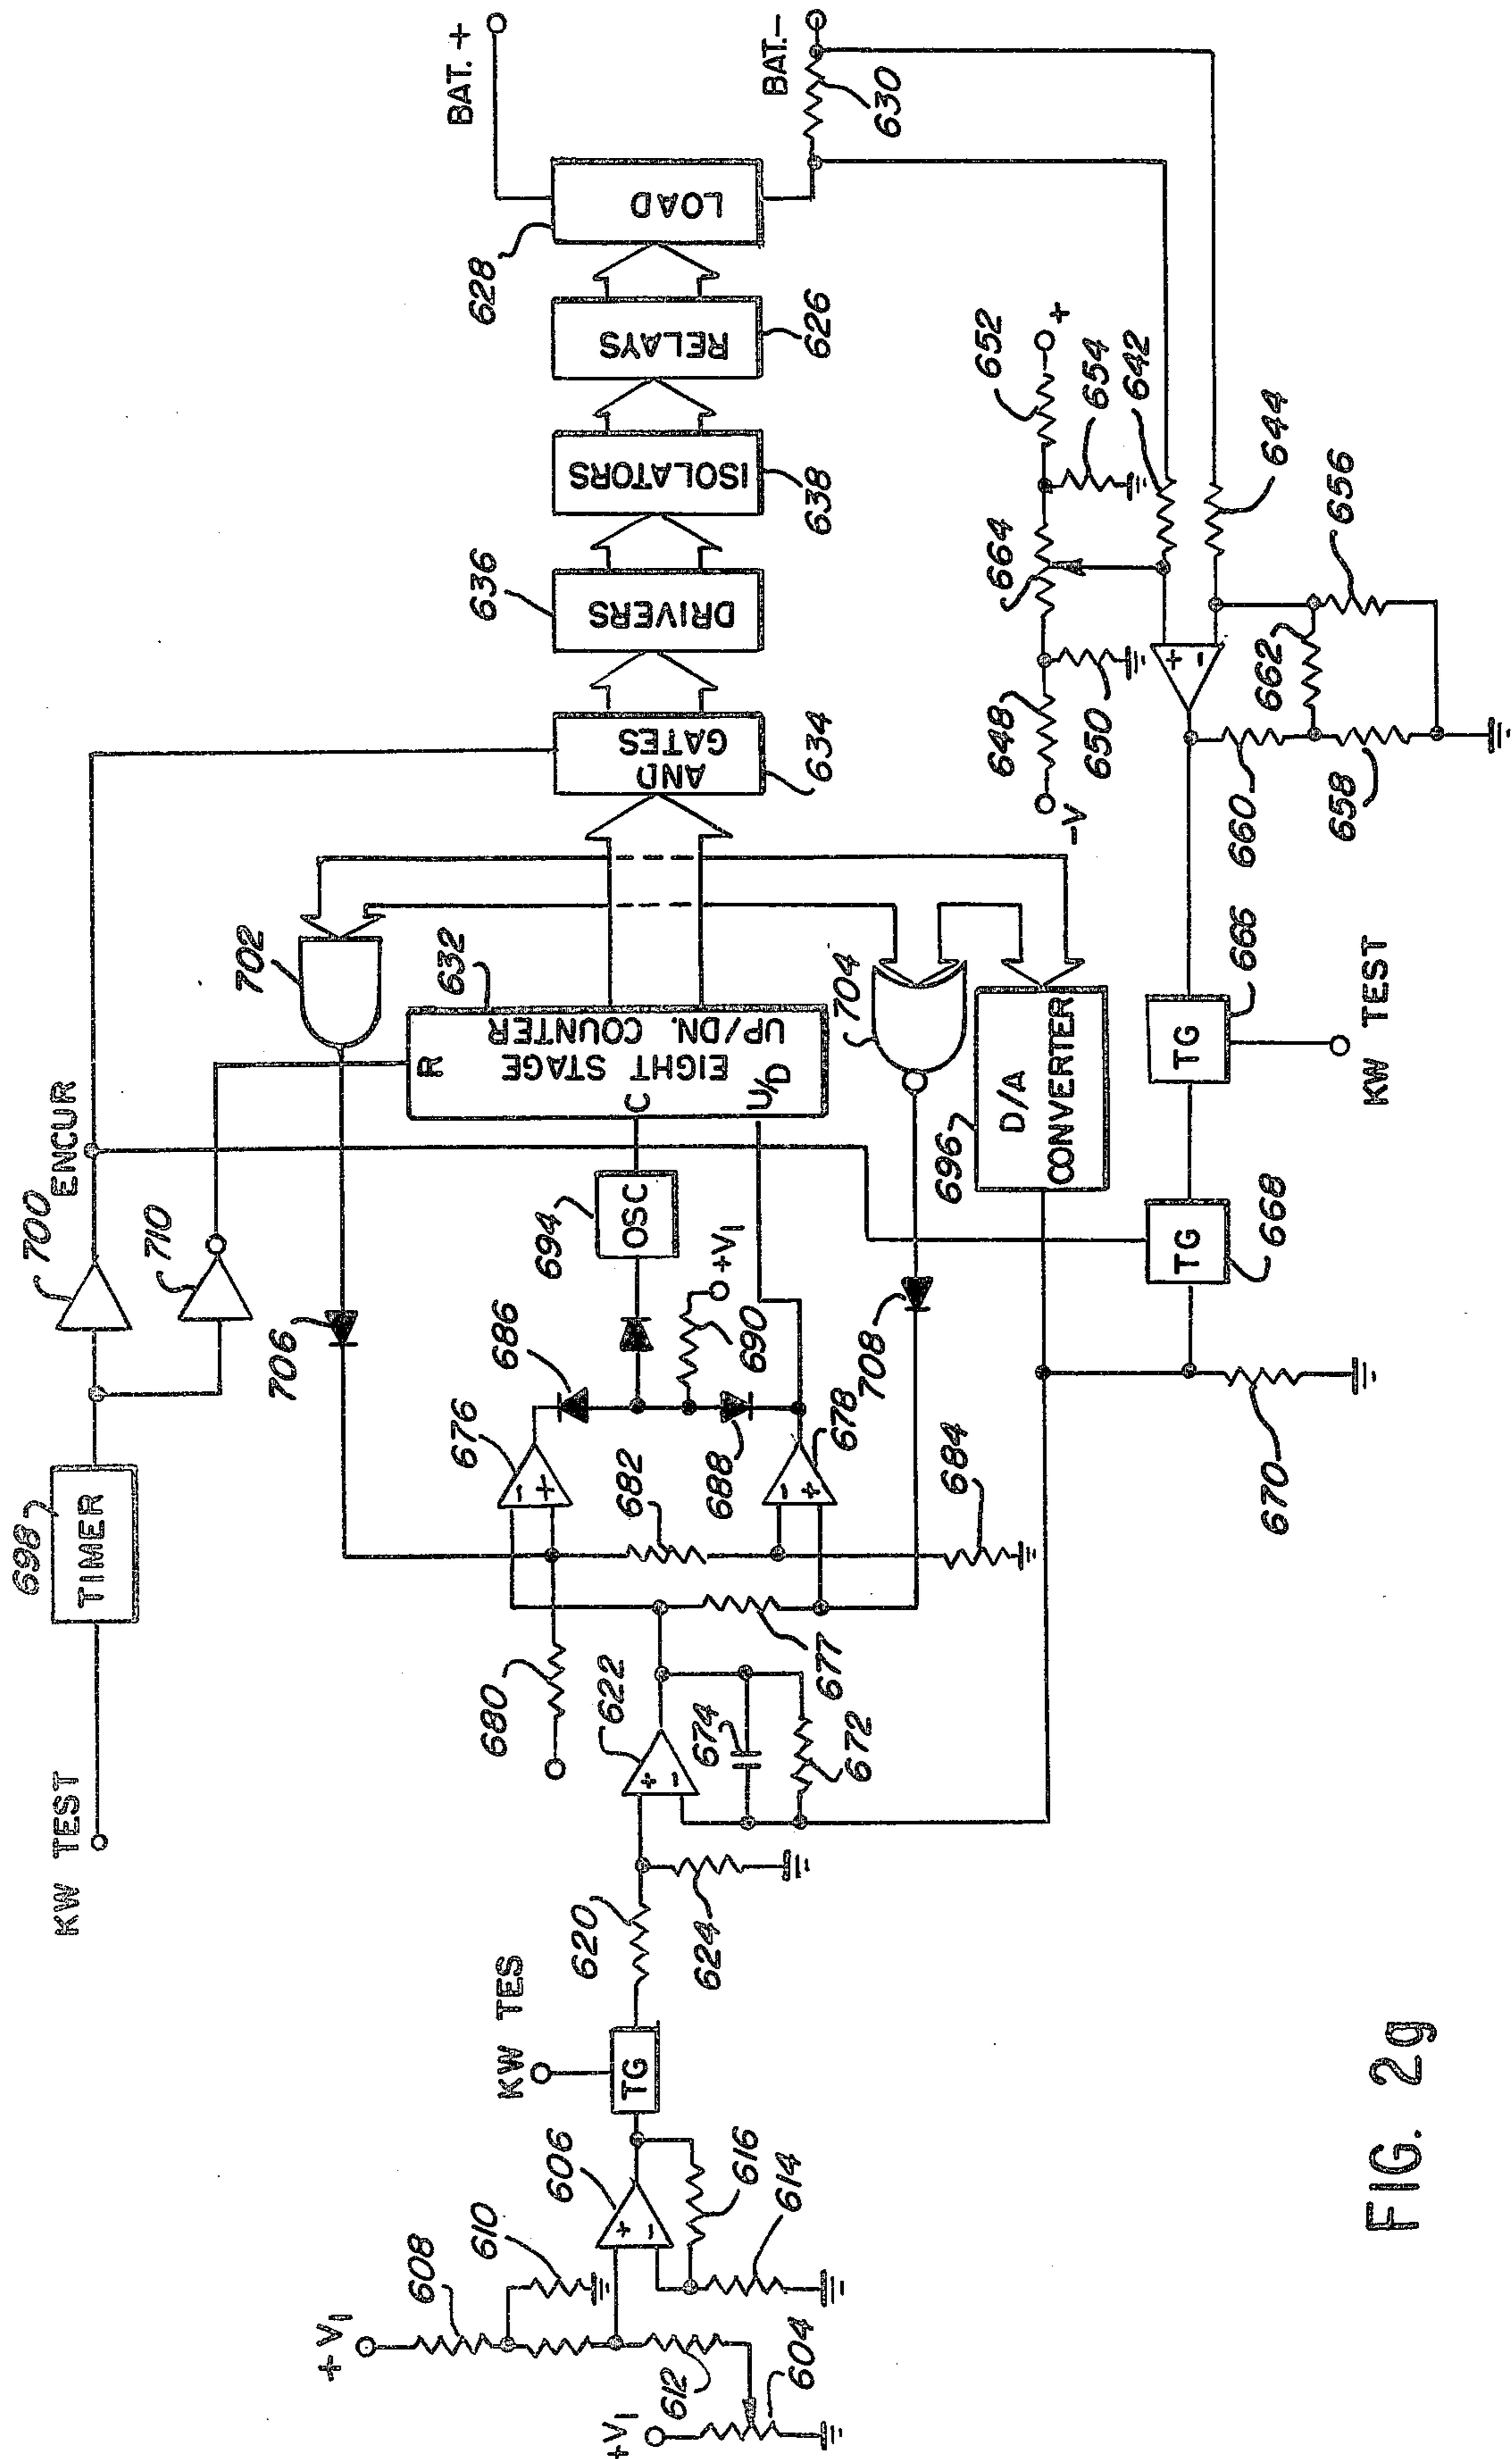 698
TIMER
KW TEST
700
ENCUR
710
706
702
BAT. +
BAT.-
630
628
LOAD
RELAYS
626
ISOLATORS
638
636
DRIVERS
AND
GATES
634
632
EIGHT STAGE
UP/DN. COUNTER
R
C
U/D
694
OSC
+V1
690
686
688
676
- +
678
- +
708
704
696
D/A
CONVERTER
682
684
680
677
622
+ -
674
672
620
624
KW TES
TG
606
+ -
616
614
610
608
+V1
612
604
+V1
652
+
654
642
664
648
650
-V
644
656
662
+ -
660
658
666
TG
KW TEST
668
TG
670
FIG. 2g